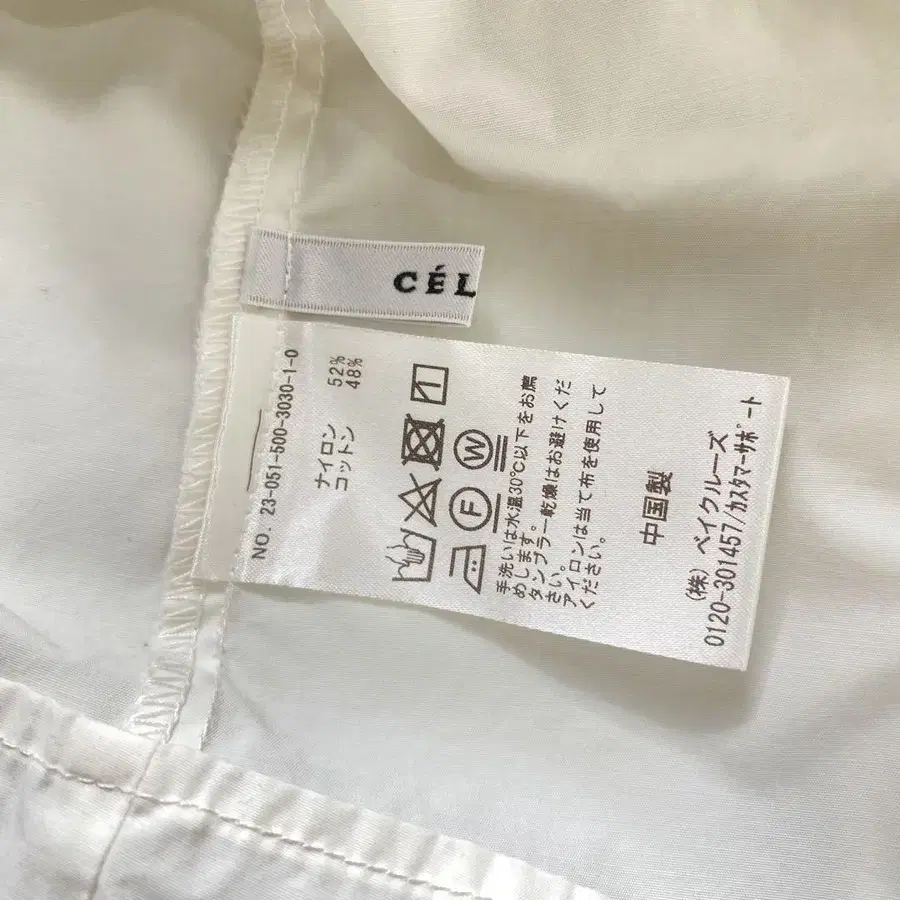 CÉL
NO. 23-051-500-3030-1-0
ナイロン 52%
コットン 48%
W
F
手洗いは水温30℃以下をお薦
めします。
タンブラー乾燥はお避けくだ
さい。
アイロンは当て布を使用して
ください。
中国製
(株) ベイクルーズ
0120-301457/カスタマーサポート